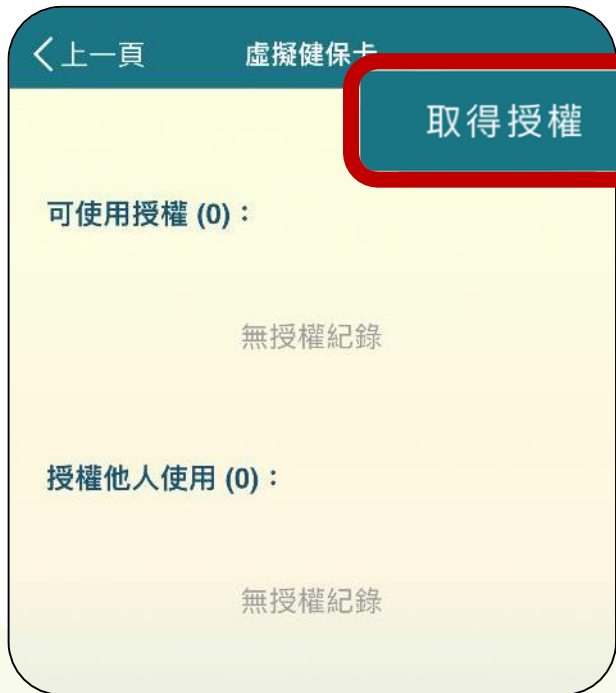 上一頁 虛擬健保卡
取得授權
可使用授權 (0)：
無授權紀錄
授權他人使用 (0)：
無授權紀錄